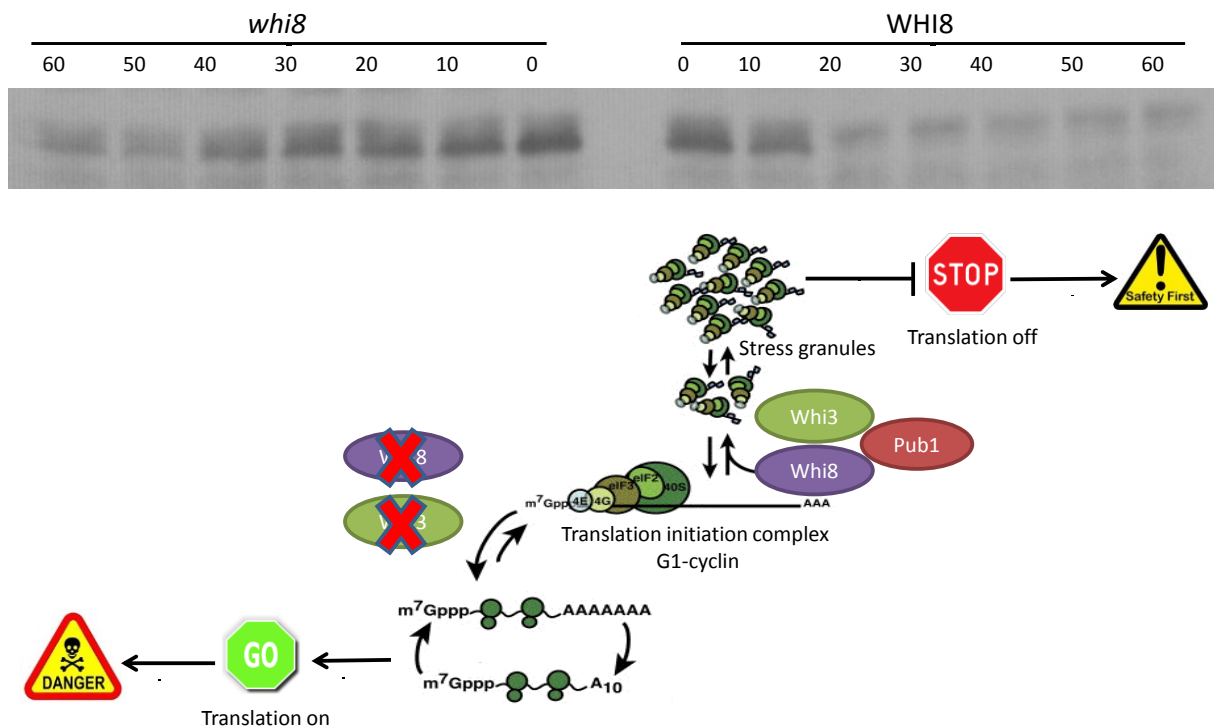 whi8 WHI8
60 50 40 30 20 10 0 0 10 20 30 40 50 60
STOP
Safety First
Translation off
Stress granules
Whi3
Pub1
Whi8
eIF3 eIF2 40S
m⁷Gpp 4E 4G
AAA
Translation initiation complex
G1-cyclin
m⁷Gppp AAAAAAA
m⁷Gppp A₁₀
GO
DANGER
Translation on